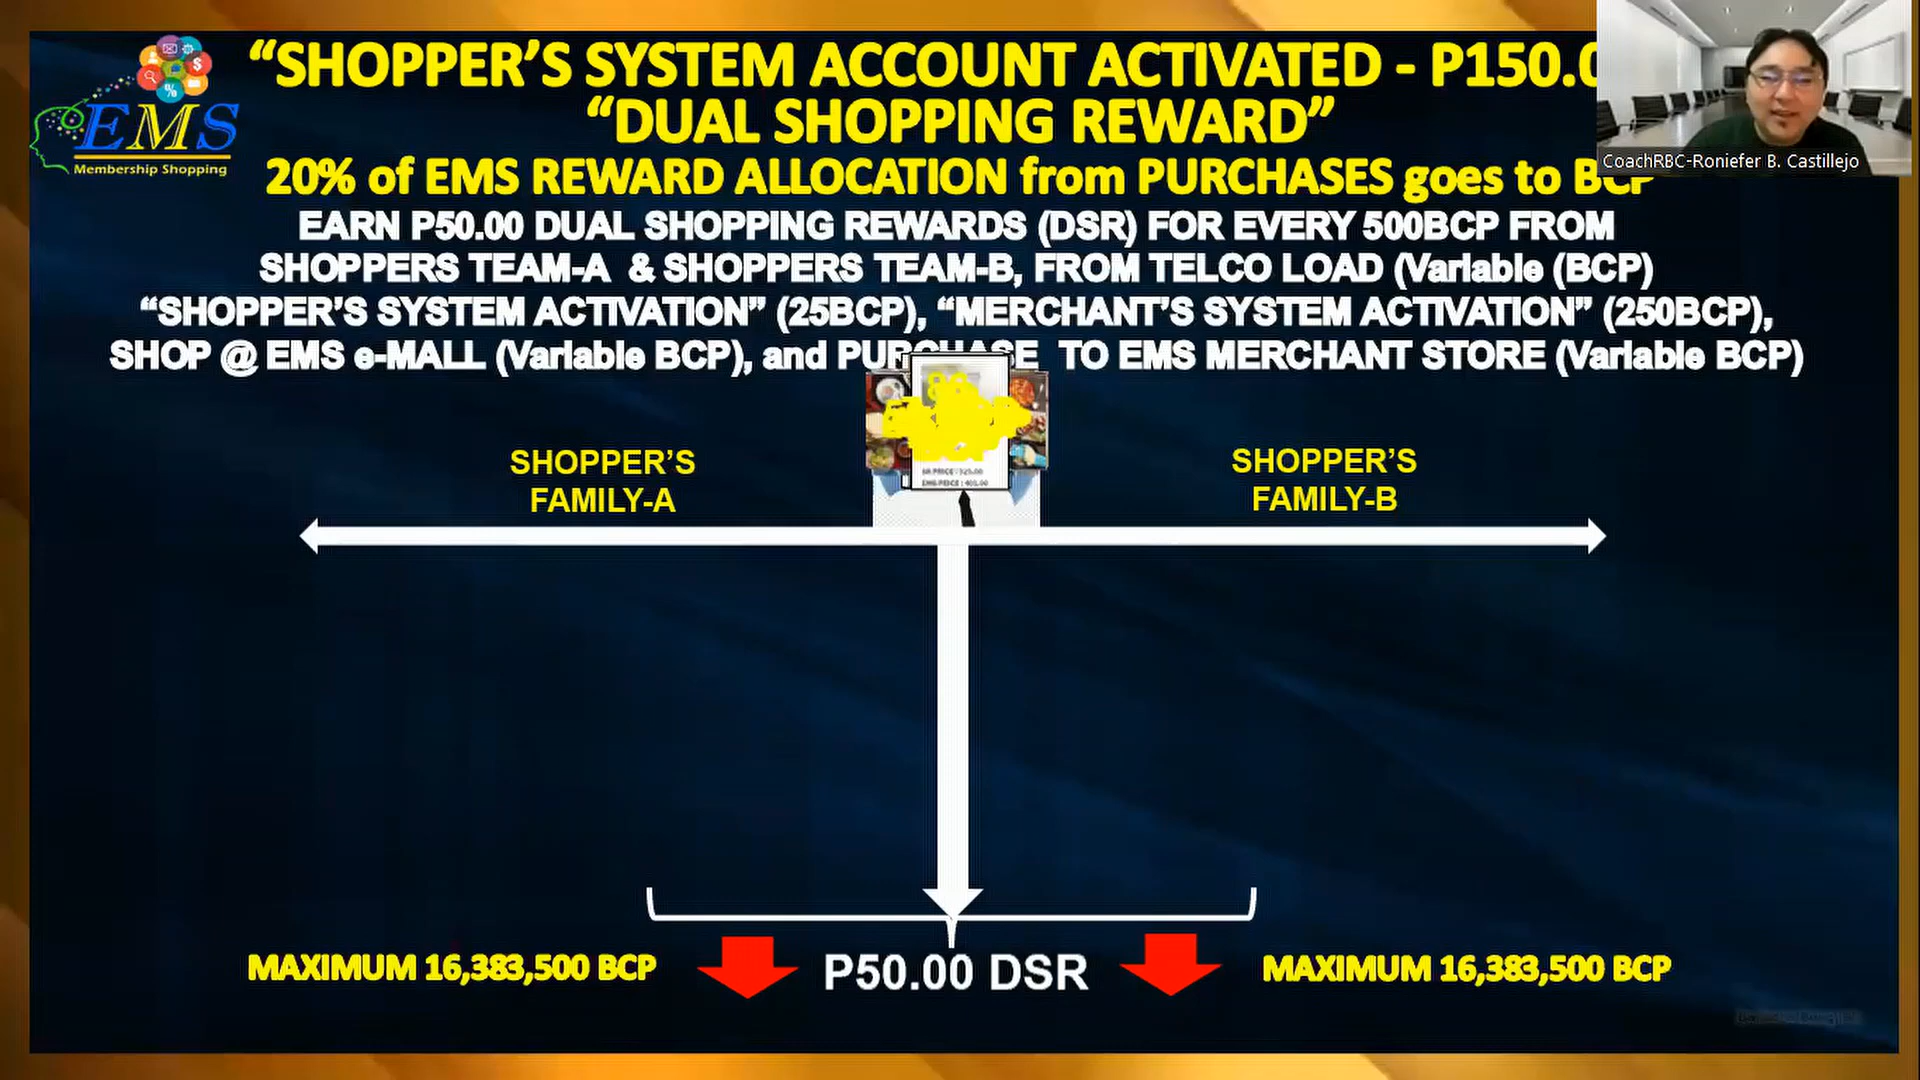 “SHOPPER’S SYSTEM ACCOUNT ACTIVATED - P150.0
“DUAL SHOPPING REWARD”
20% of EMS REWARD ALLOCATION from PURCHASES goes to BCP
EMS
Membership Shopping
CoachRBC-Roniefer B. Castillejo
EARN P50.00 DUAL SHOPPING REWARDS (DSR) FOR EVERY 500BCP FROM
SHOPPERS TEAM-A & SHOPPERS TEAM-B, FROM TELCO LOAD (Variable (BCP)
“SHOPPER’S SYSTEM ACTIVATION” (25BCP), “MERCHANT’S SYSTEM ACTIVATION” (250BCP),
SHOP @ EMS e-MALL (Variable BCP), and PURCHASE TO EMS MERCHANT STORE (Variable BCP)
SHOPPER’S
FAMILY-A
SHOPPER’S
FAMILY-B
MAXIMUM 16,383,500 BCP
P50.00 DSR
MAXIMUM 16,383,500 BCP